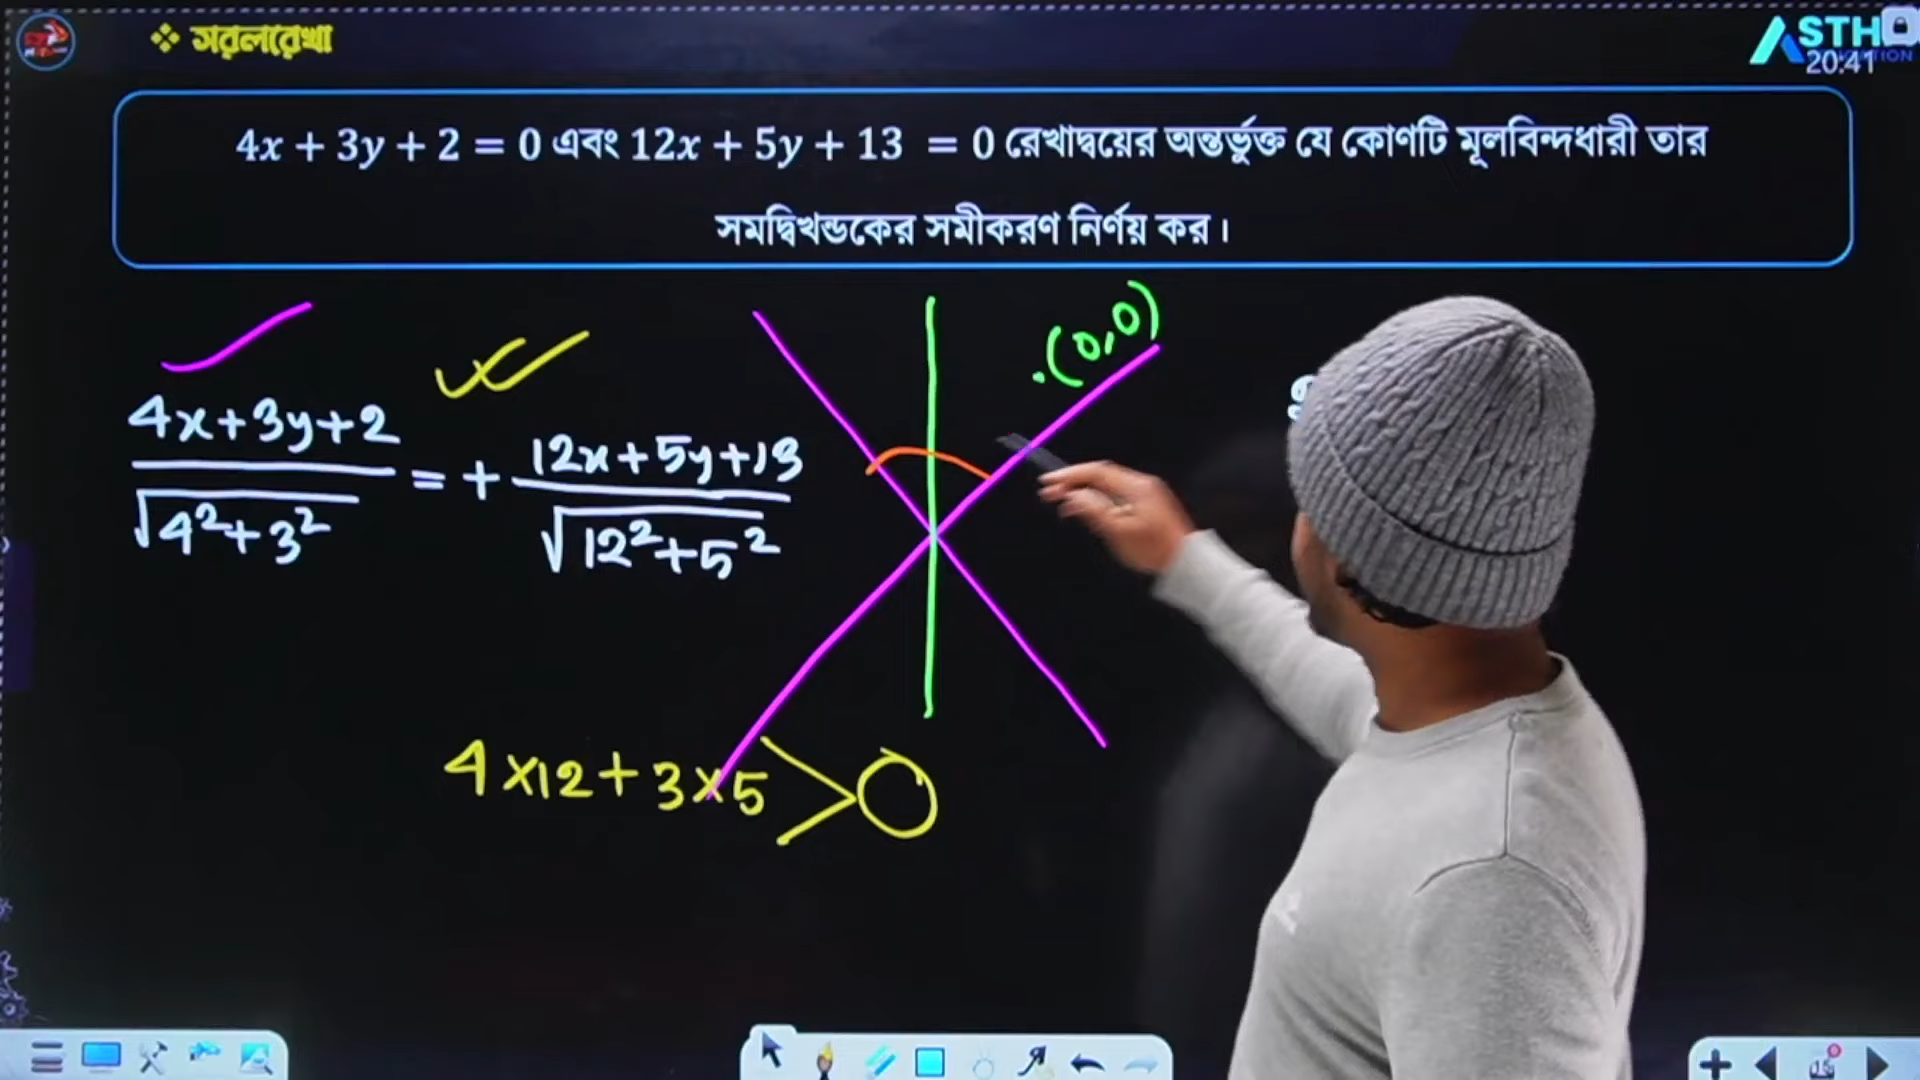 ❖ সরলরেখা
ASTH
20:41
4x + 3y + 2 = 0 এবং 12x + 5y + 13 = 0 রেখাদ্বয়ের অন্তর্ভুক্ত যে কোণটি মূলবিন্দধারী তার
সমদ্বিখন্ডকের সমীকরণ নির্ণয় কর।
.(0,0)
4x+3y+2 / √4²+3² = + 12x+5y+13 / √12²+5²
4×12+3×5 > 0